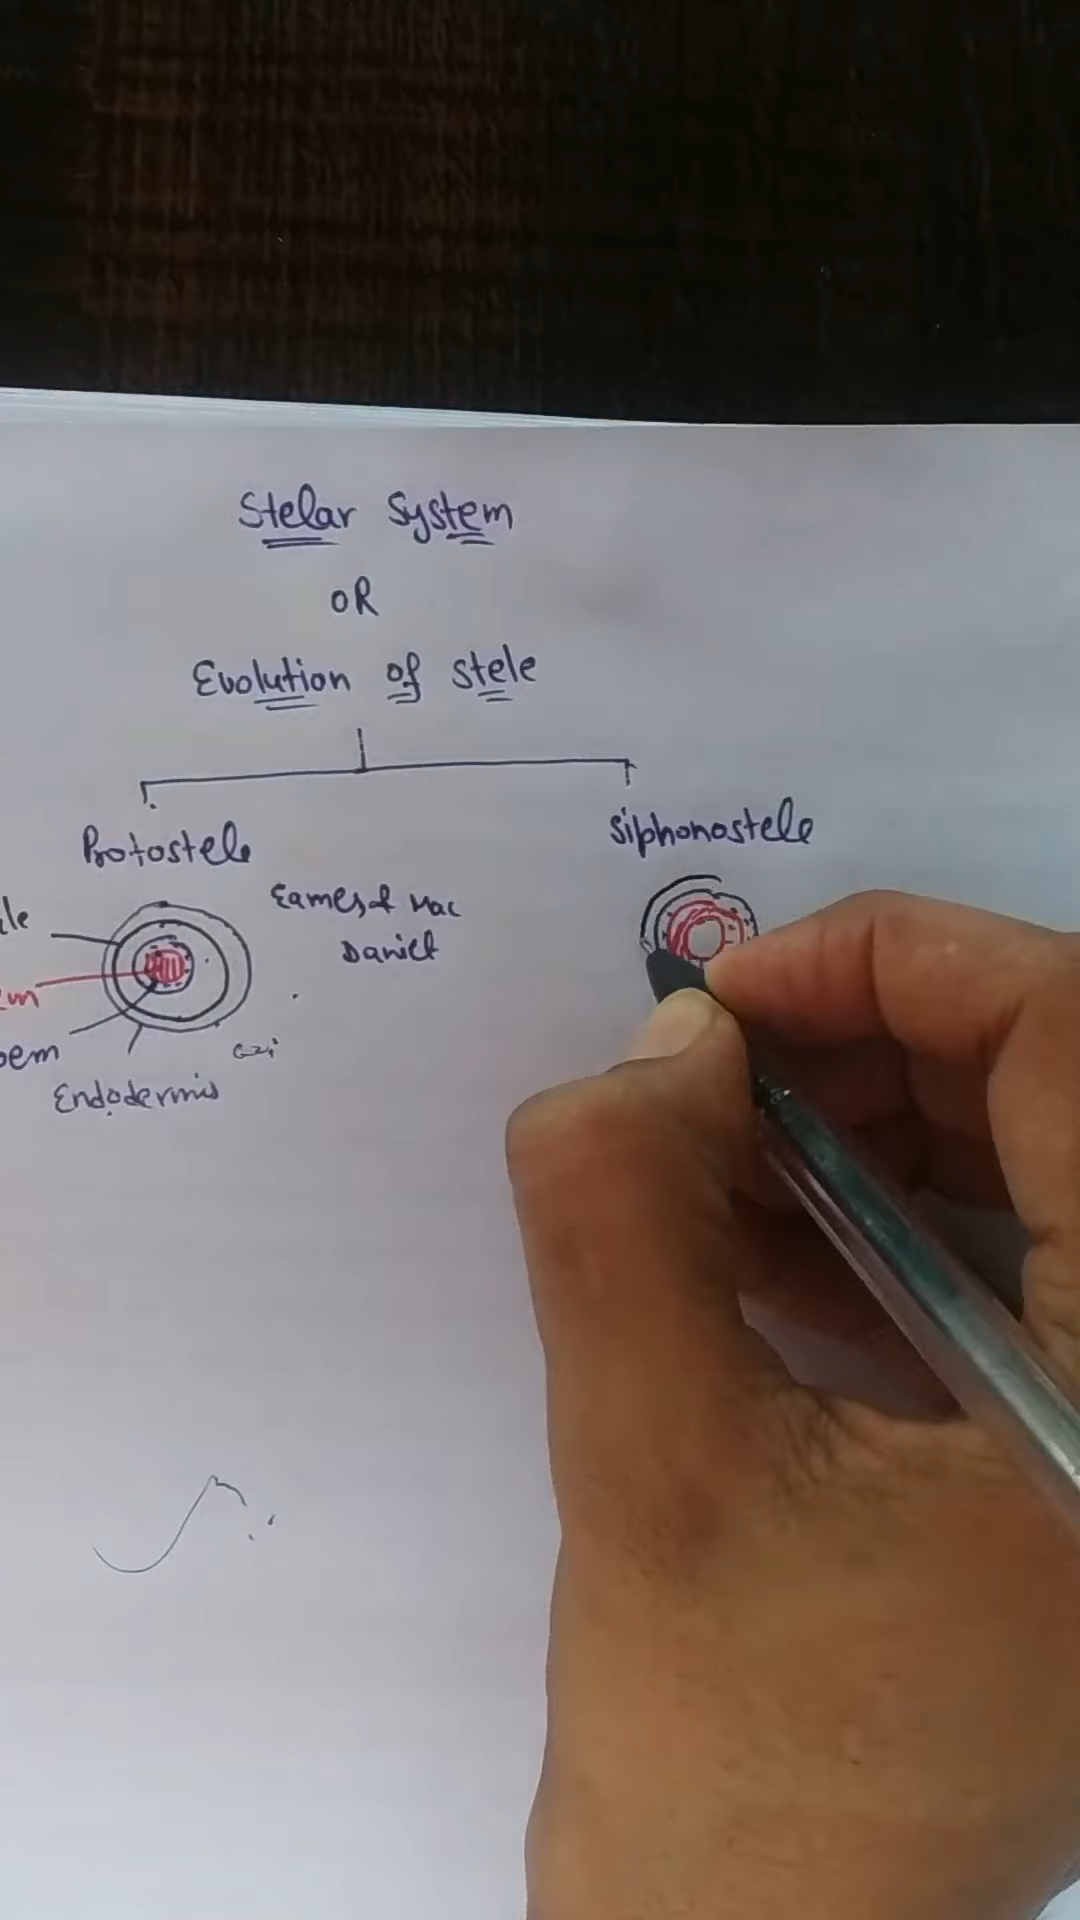 Stelar System
OR
Evolution of stele
Protostele
Siphonostele
Eames & Mac
Daniel
Endodermis